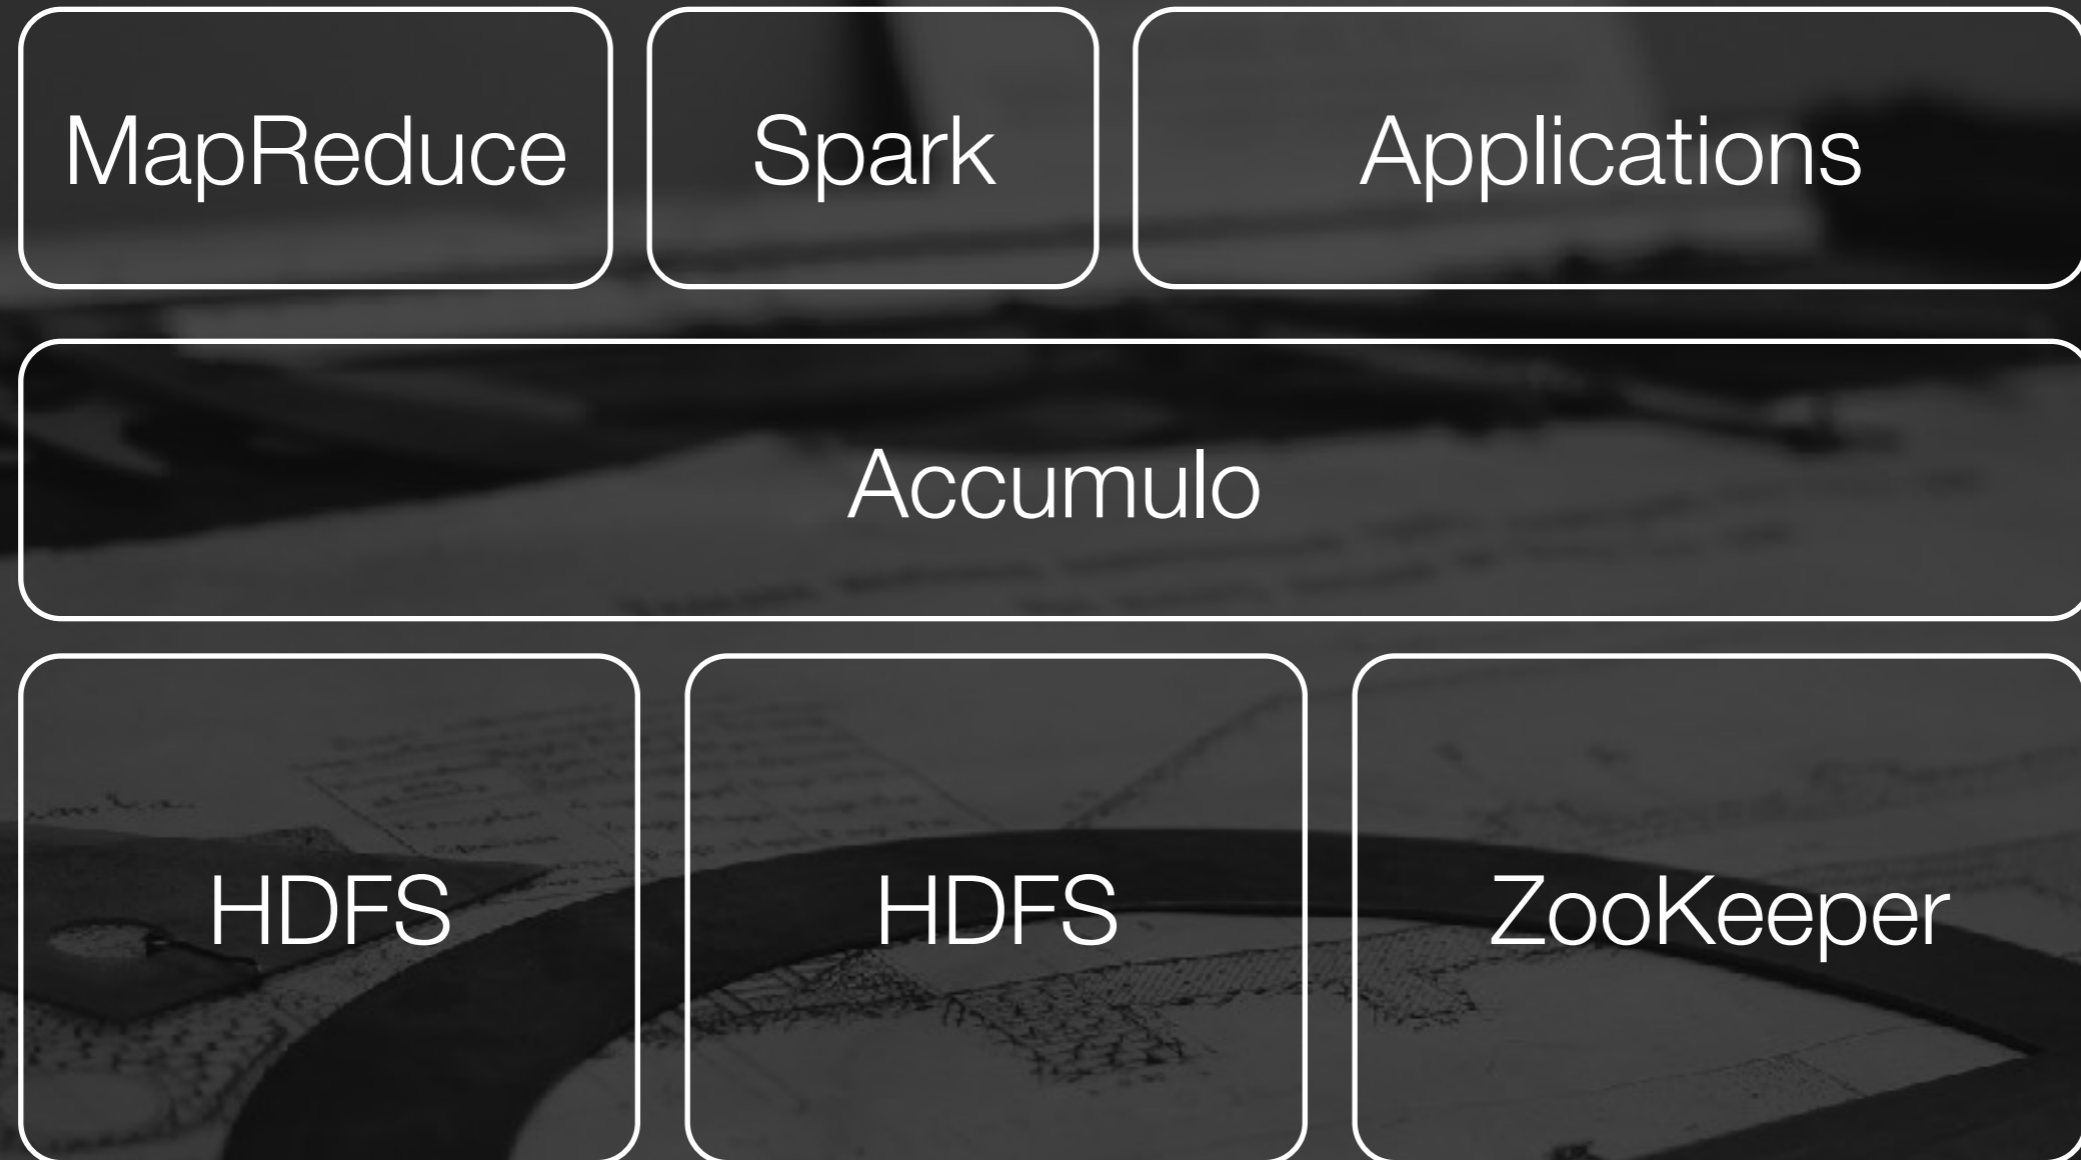 MapReduce
Spark
Applications
Accumulo
HDFS
HDFS
ZooKeeper